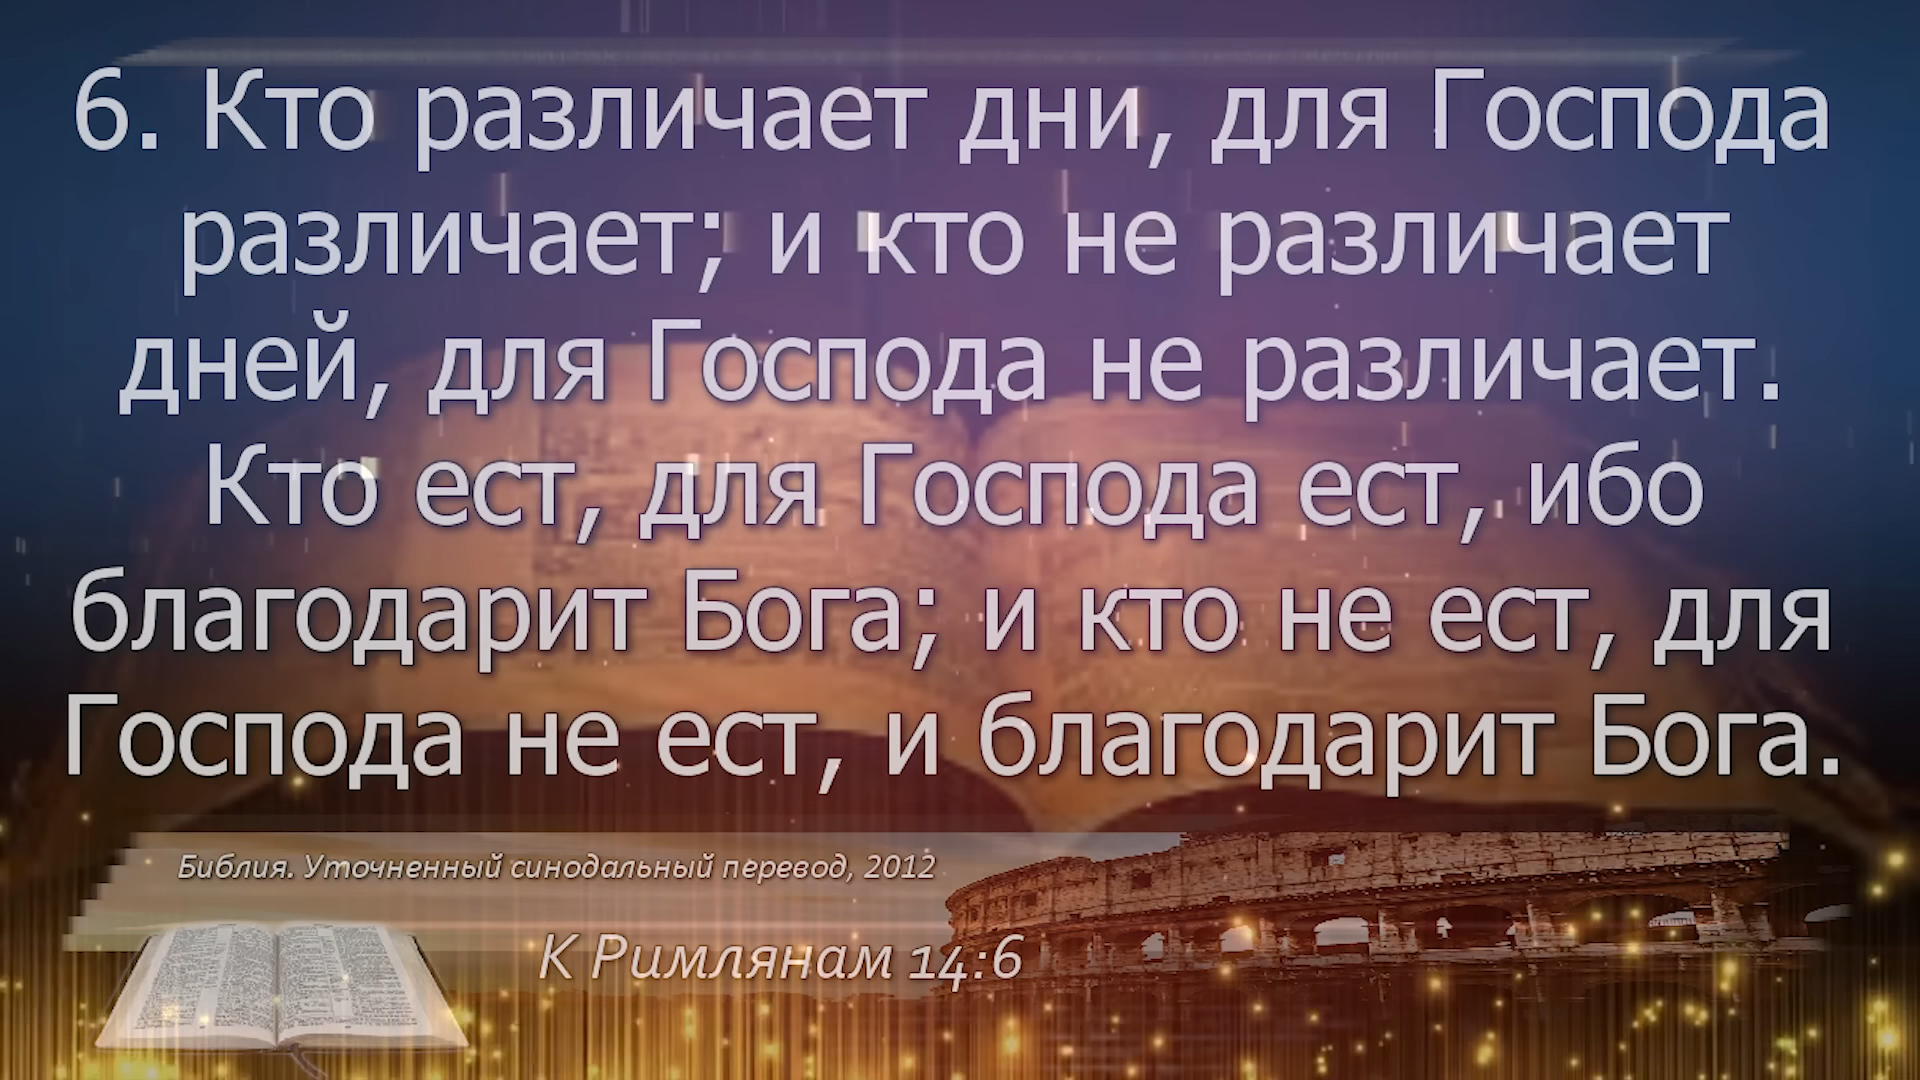 6. Кто различает дни, для Господа
различает; и кто не различает
дней, для Господа не различает.
Кто ест, для Господа ест, ибо
благодарит Бога; и кто не ест, для
Господа не ест, и благодарит Бога.
Библия. Уточненный синодальный перевод, 2012
К Римлянам 14:6